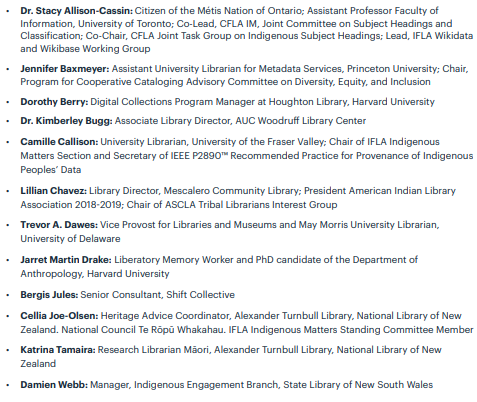 • Dr. Stacy Allison-Cassin: Citizen of the Métis Nation of Ontario; Assistant Professor Faculty of
Information, University of Toronto; Co-Lead, CFLA IM, Joint Committee on Subject Headings and
Classification; Co-Chair, CFLA Joint Task Group on Indigenous Subject Headings; Lead, IFLA Wikidata
and Wikibase Working Group
• Jennifer Baxmeyer: Assistant University Librarian for Metadata Services, Princeton University; Chair,
Program for Cooperative Cataloging Advisory Committee on Diversity, Equity, and Inclusion
• Dorothy Berry: Digital Collections Program Manager at Houghton Library, Harvard University
• Dr. Kimberley Bugg: Associate Library Director, AUC Woodruff Library Center
• Camille Callison: University Librarian, University of the Fraser Valley; Chair of IFLA Indigenous
Matters Section and Secretary of IEEE P2890™ Recommended Practice for Provenance of Indigenous
Peoples’ Data
• Lillian Chavez: Library Director, Mescalero Community Library; President American Indian Library
Association 2018-2019; Chair of ASCLA Tribal Librarians Interest Group
• Trevor A. Dawes: Vice Provost for Libraries and Museums and May Morris University Librarian,
University of Delaware
• Jarret Martin Drake: Liberatory Memory Worker and PhD candidate of the Department of
Anthropology, Harvard University
• Bergis Jules: Senior Consultant, Shift Collective
• Cellia Joe-Olsen: Heritage Advice Coordinator, Alexander Turnbull Library, National Library of New
Zealand. National Council Te Rōpū Whakahau. IFLA Indigenous Matters Standing Committee Member
• Katrina Tamaira: Research Librarian Māori, Alexander Turnbull Library, National Library of New
Zealand
• Damien Webb: Manager, Indigenous Engagement Branch, State Library of New South Wales